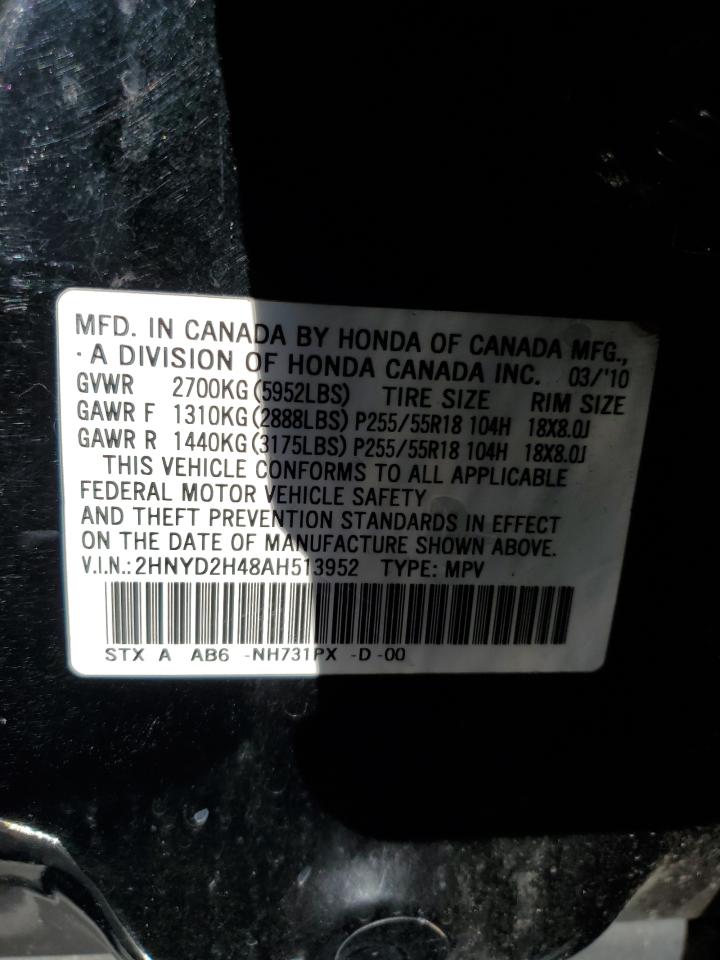 MFD. IN CANADA BY HONDA OF CANADA MFG.,
· A DIVISION OF HONDA CANADA INC. 03/'10
GVWR 2700KG (5952LBS) TIRE SIZE RIM SIZE
GAWR F 1310KG (2888LBS) P255/55R18 104H 18X8.0J
GAWR R 1440KG (3175LBS) P255/55R18 104H 18X8.0J
THIS VEHICLE CONFORMS TO ALL APPLICABLE
FEDERAL MOTOR VEHICLE SAFETY
AND THEFT PREVENTION STANDARDS IN EFFECT
ON THE DATE OF MANUFACTURE SHOWN ABOVE.
V.I.N.: 2HNYD2H48AH513952 TYPE: MPV
STX A AB6 -NH731PX -D -00